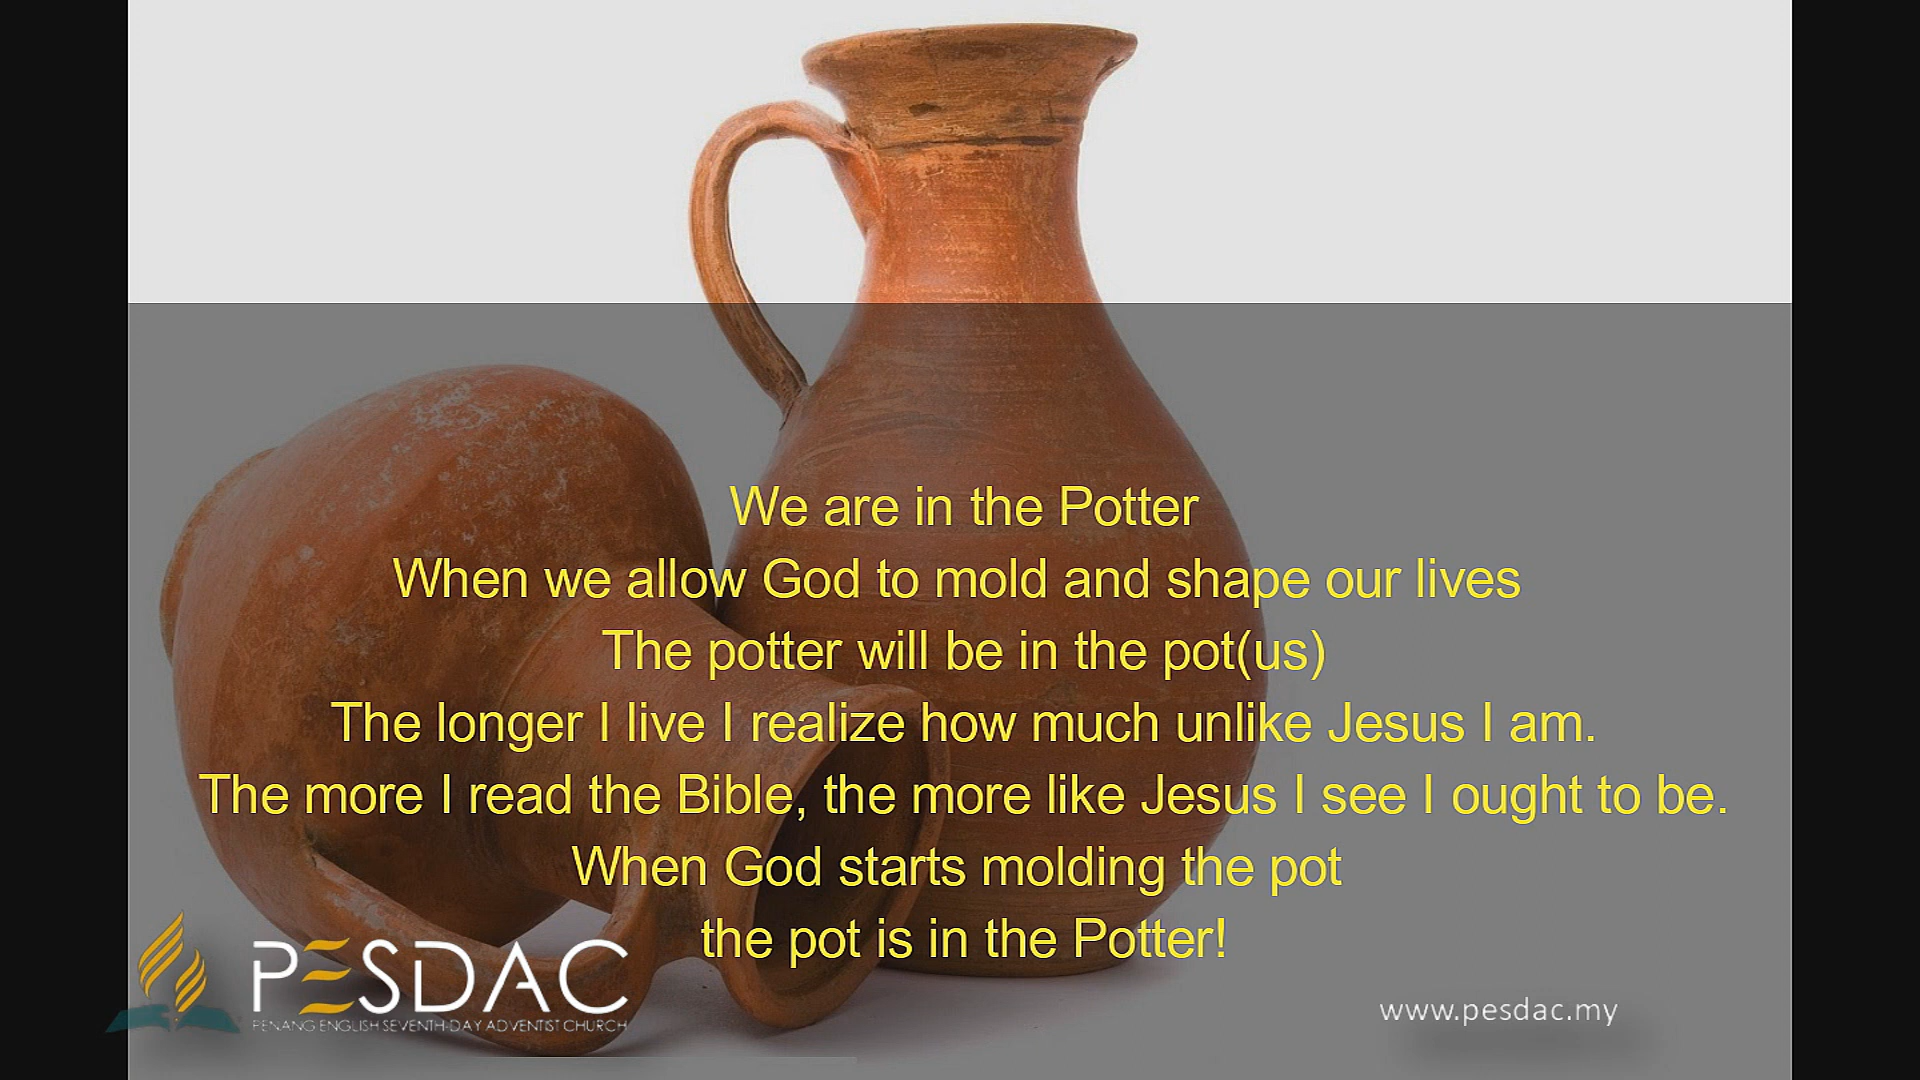 We are in the Potter
When we allow God to mold and shape our lives
The potter will be in the pot(us)
The longer I live I realize how much unlike Jesus I am.
The more I read the Bible, the more like Jesus I see I ought to be.
When God starts molding the pot
the pot is in the Potter!
PESDAC
PENANG ENGLISH SEVENTH-DAY ADVENTIST CHURCH
www.pesdac.my